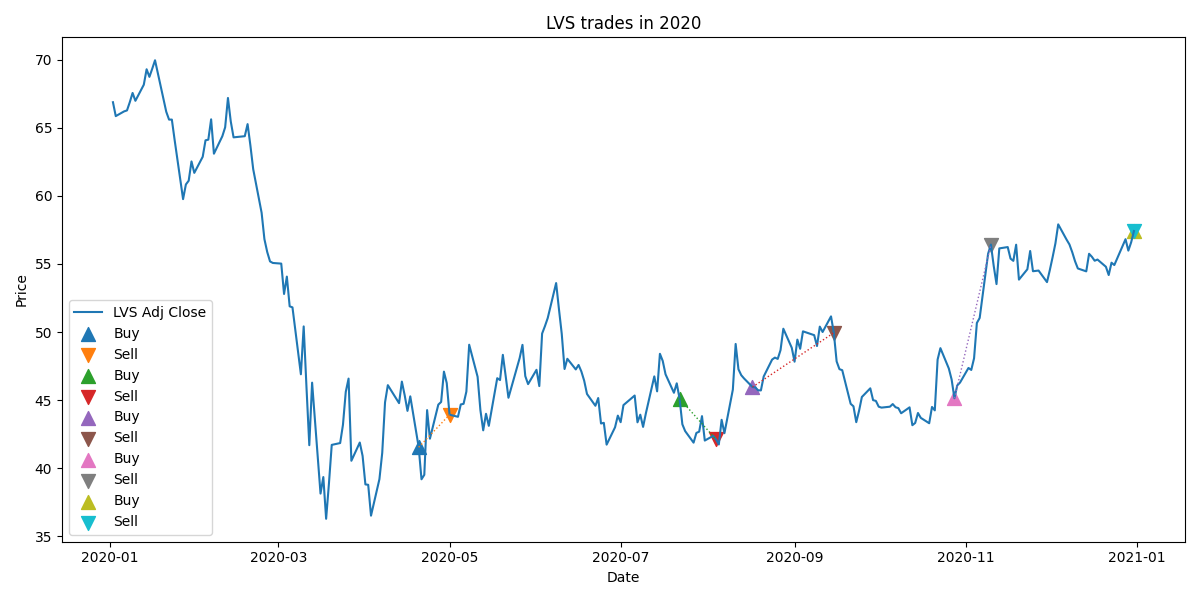 LVS trades in 2020
Price
70
65
60
55
50
45
40
35
LVS Adj Close
Buy
Sell
Buy
Sell
Buy
Sell
Buy
Sell
Buy
Sell
2020-01
2020-03
2020-05
2020-07
2020-09
2020-11
2021-01
Date